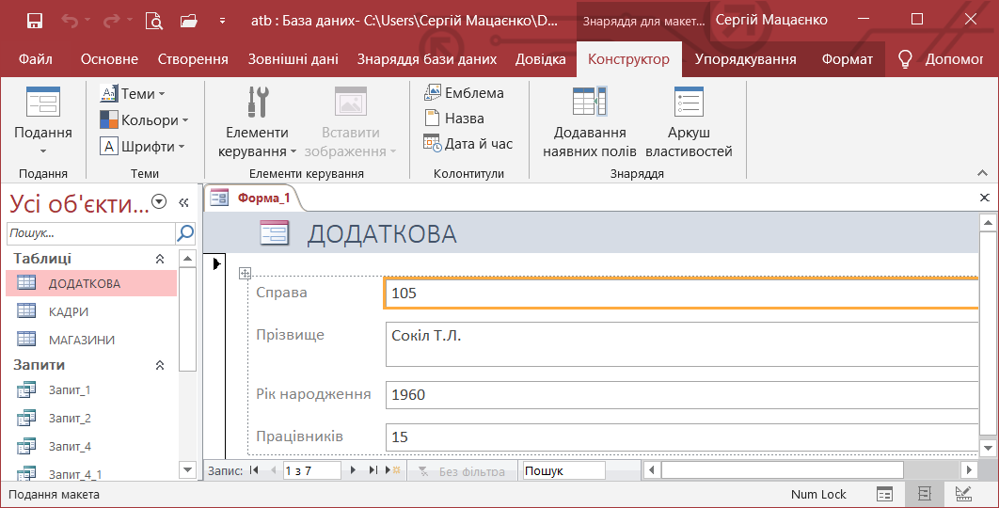 atb : База даних- C:\Users\Сергій Мацаєнко\D...
Знаряддя для макет...
Сергій Мацаєнко
Файл Основне Створення Зовнішні дані Знаряддя бази даних Довідка Конструктор Упорядкування Формат Допомог
Подання
Подання
Теми
Кольори
Шрифти
Теми
Елементи керування
Вставити зображення
Елементи керування
Емблема
Назва
Дата й час
Колонтитули
Додавання наявних полів
Аркуш властивостей
Знаряддя
Усі об'єкти...
Пошук...
Таблиці
ДОДАТКОВА
КАДРИ
МАГАЗИНИ
Запити
Запит_1
Запит_2
Запит_4
Запит_4_1
Форма_1
ДОДАТКОВА
Справа 105
Прізвище Сокіл Т.Л.
Рік народження 1960
Працівників 15
Запис: 1 з 7 Без фільтра Пошук
Подання макета Num Lock